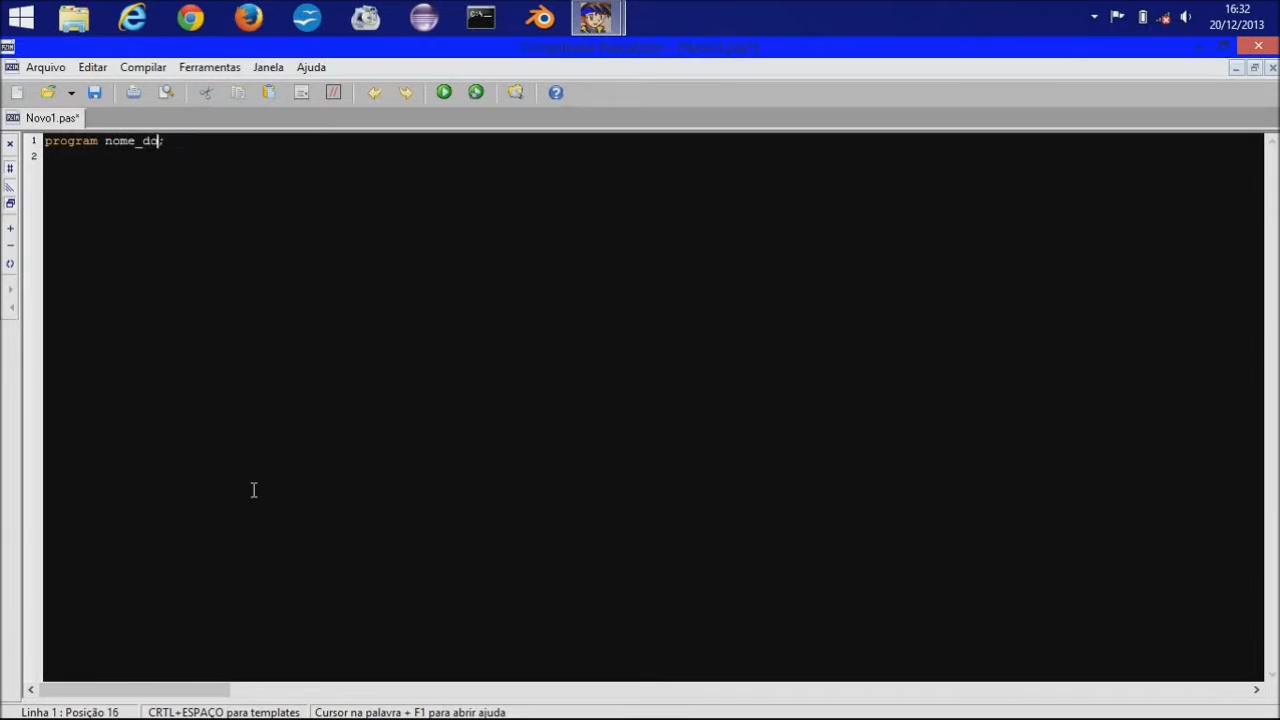 16:32
20/12/2013
Arquivo Editar Compilar Ferramentas Janela Ajuda
Novo1.pas*
1 program nome_do;
2
Linha 1 : Posição 16 CRTL+ESPAÇO para templates Cursor na palavra + F1 para abrir ajuda